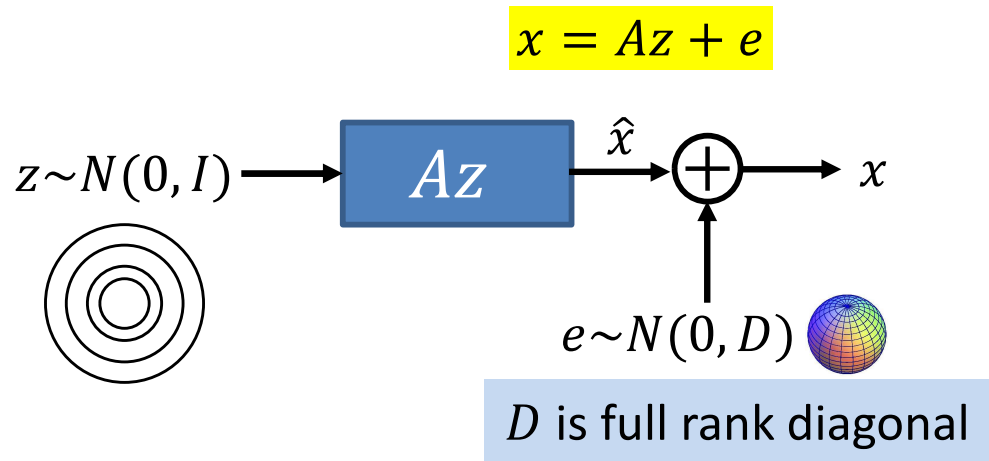 x = Az + e
z~N(0, I)
Az
x̂
x
e~N(0, D)
D is full rank diagonal